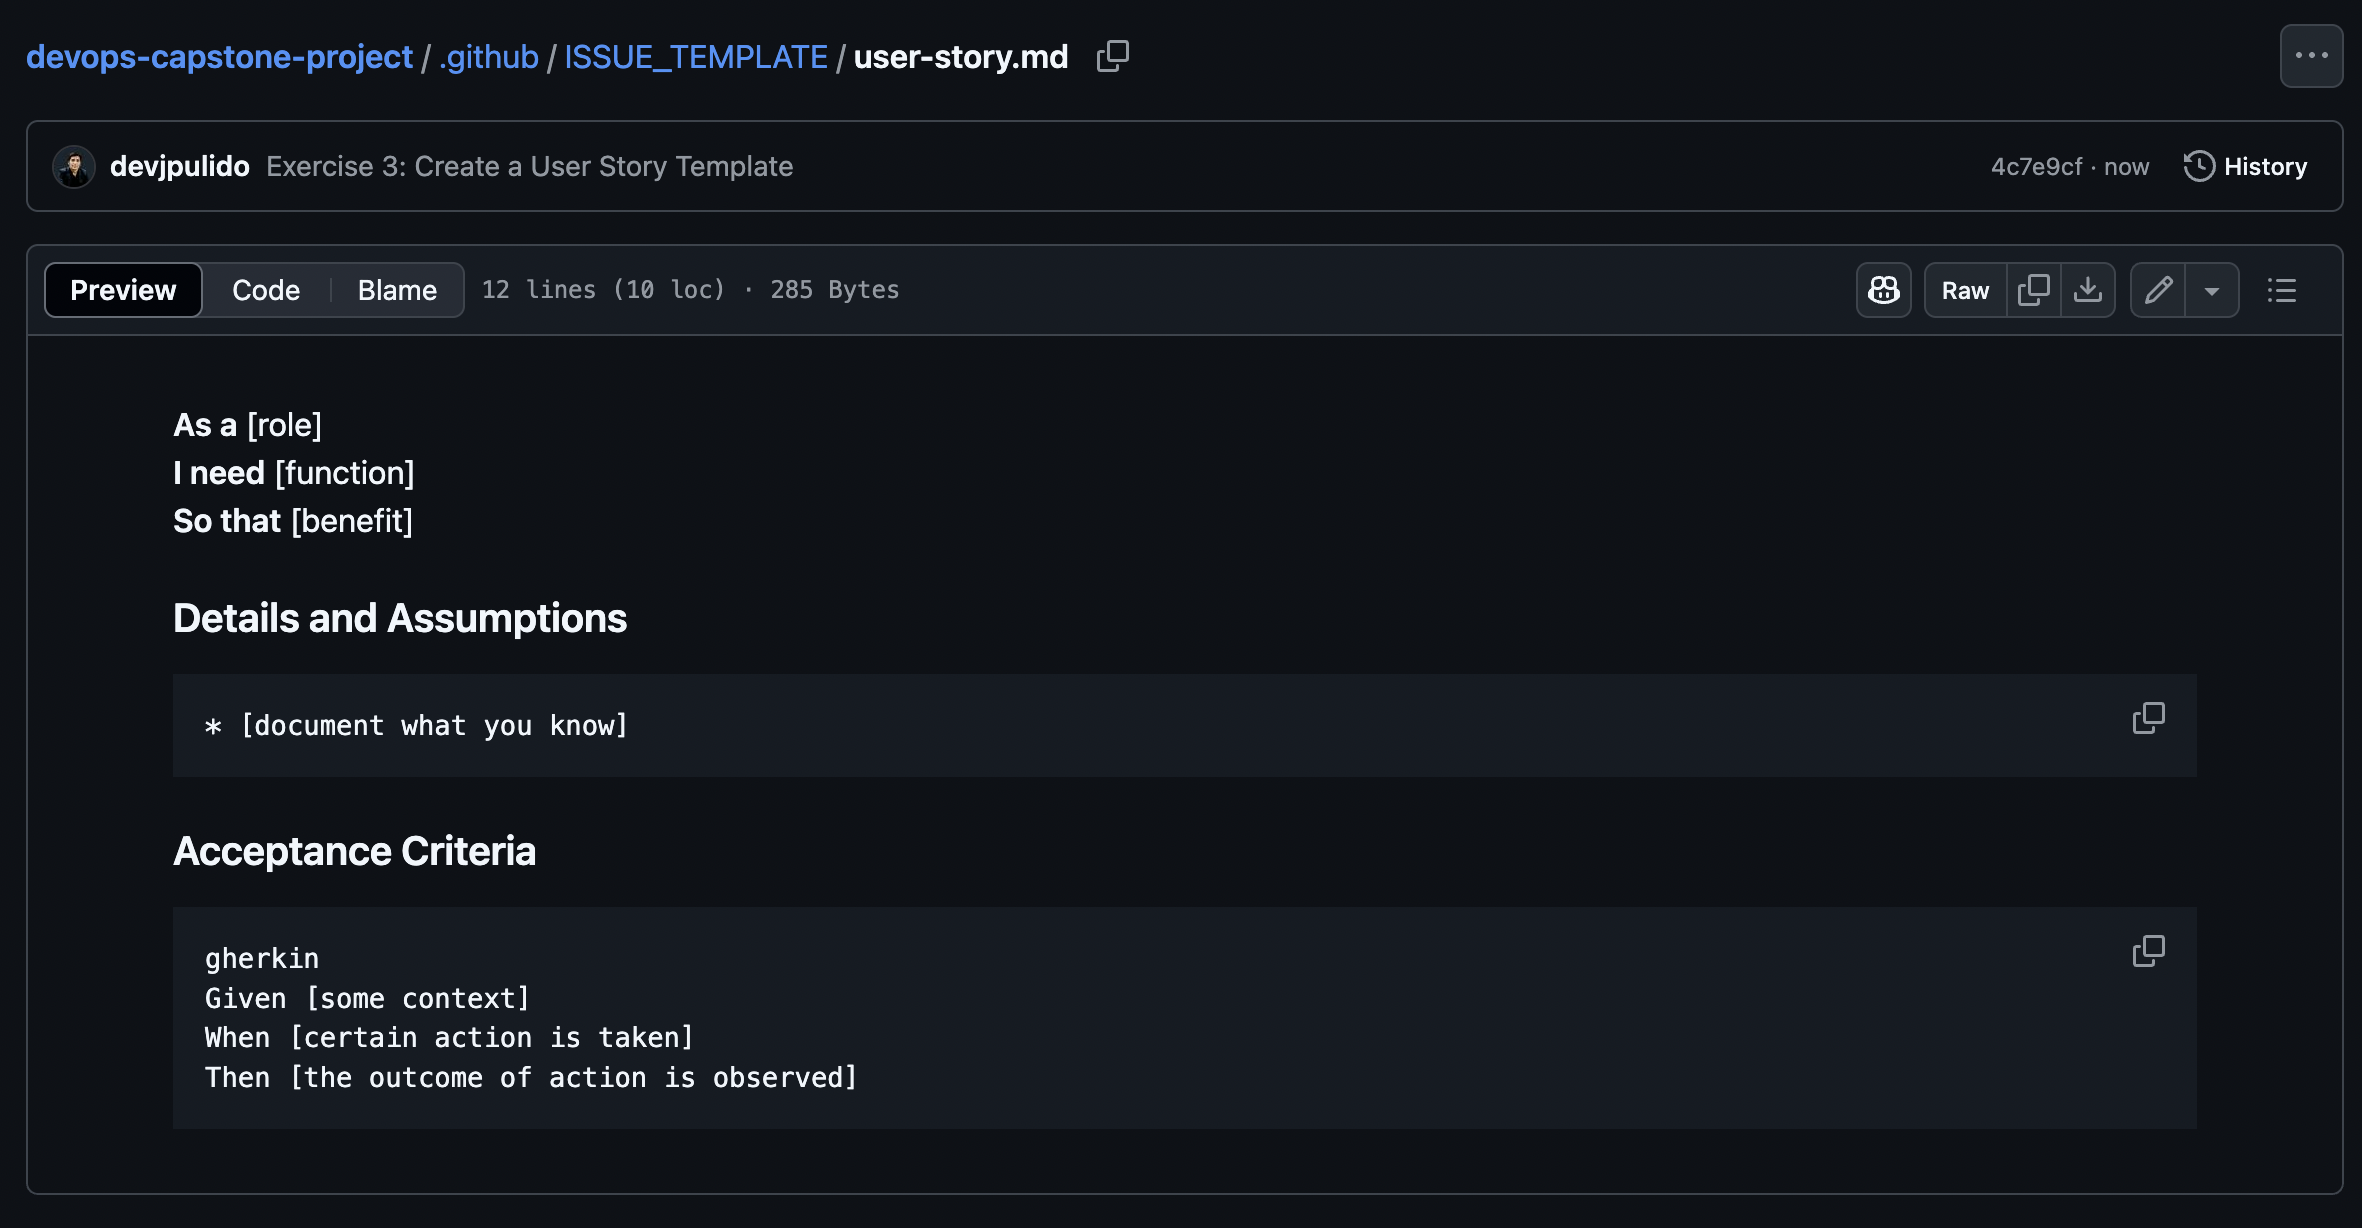 devops-capstone-project / .github / ISSUE_TEMPLATE / user-story.md
devjpulido Exercise 3: Create a User Story Template 4c7e9cf · now History
Preview Code Blame 12 lines (10 loc) · 285 Bytes Raw
As a [role]
I need [function]
So that [benefit]
Details and Assumptions
* [document what you know]
Acceptance Criteria
gherkin
Given [some context]
When [certain action is taken]
Then [the outcome of action is observed]